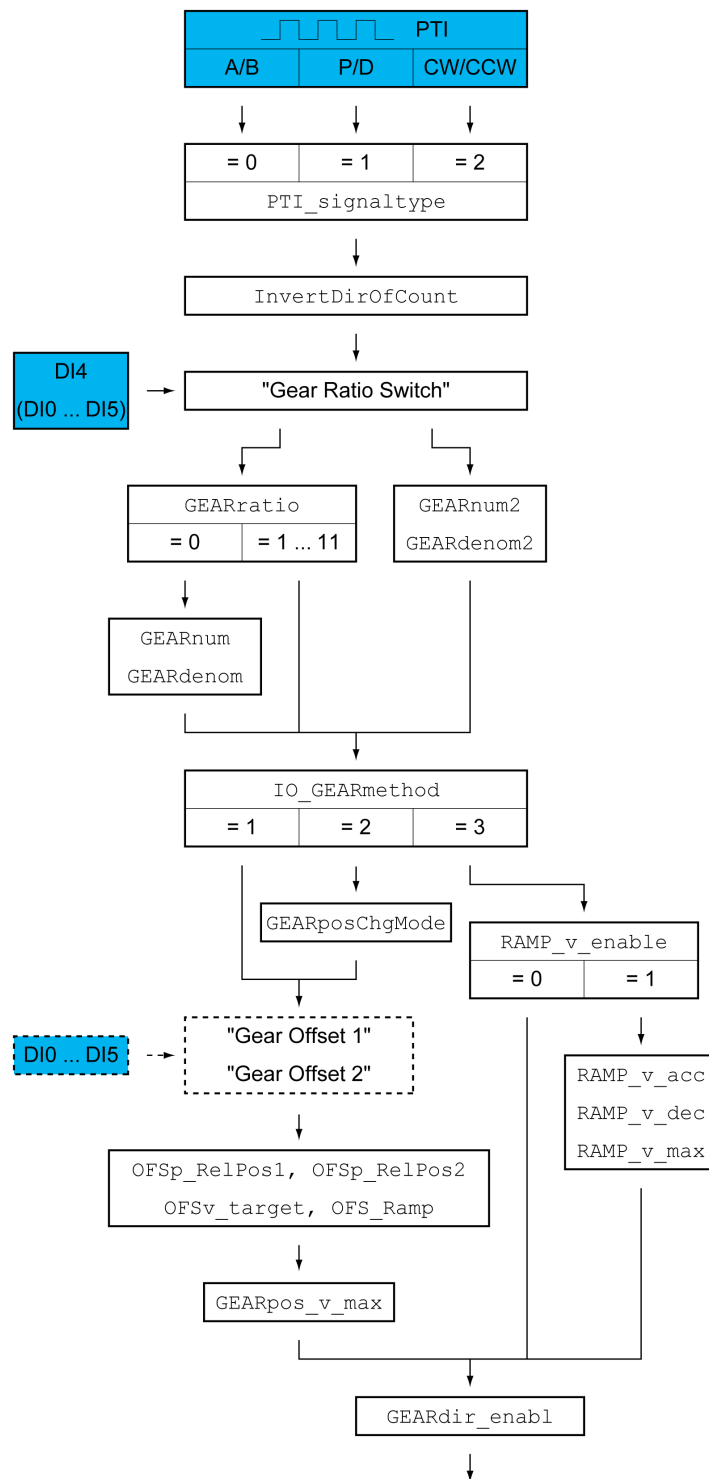 PTI
A/B P/D CW/CCW
= 0 = 1 = 2
PTI_signaltype
InvertDirOfCount
DI4
(DI0 ... DI5)
"Gear Ratio Switch"
GEARratio
= 0 = 1 ... 11
GEARnum2
GEARdenom2
GEARnum
GEARdenom
IO_GEARmethod
= 1 = 2 = 3
GEARposChgMode
RAMP_v_enable
= 0 = 1
DI0 ... DI5
"Gear Offset 1"
"Gear Offset 2"
RAMP_v_acc
RAMP_v_dec
RAMP_v_max
OFSp_RelPos1, OFSp_RelPos2
OFSv_target, OFS_Ramp
GEARpos_v_max
GEARdir_enabl